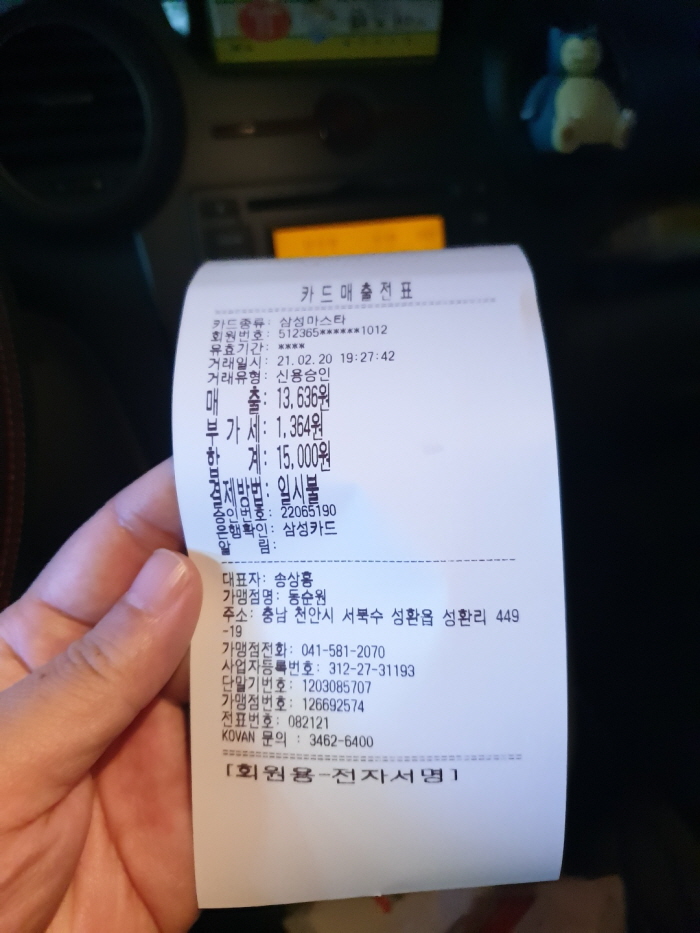 카드매출전표
카드종류: 삼성마스타
회원번호: 512365******1012
유효기간: ****
거래일시: 21.02.20 19:27:42
거래유형: 신용승인
매 출: 13,636원
부 가 세: 1,364원
합 계: 15,000원
결제방법: 일시불
승인번호: 22065190
은행확인: 삼성카드
알 림:
대표자: 송상홍
가맹점명: 동순원
주소: 충남 천안시 서북수 성환읍 성환리 449
-19
가맹점전화: 041-581-2070
사업자등록번호: 312-27-31193
단말기번호: 1203085707
가맹점번호: 126692574
전표번호: 082121
KOVAN 문의 : 3462-6400
[회원용-전자서명]